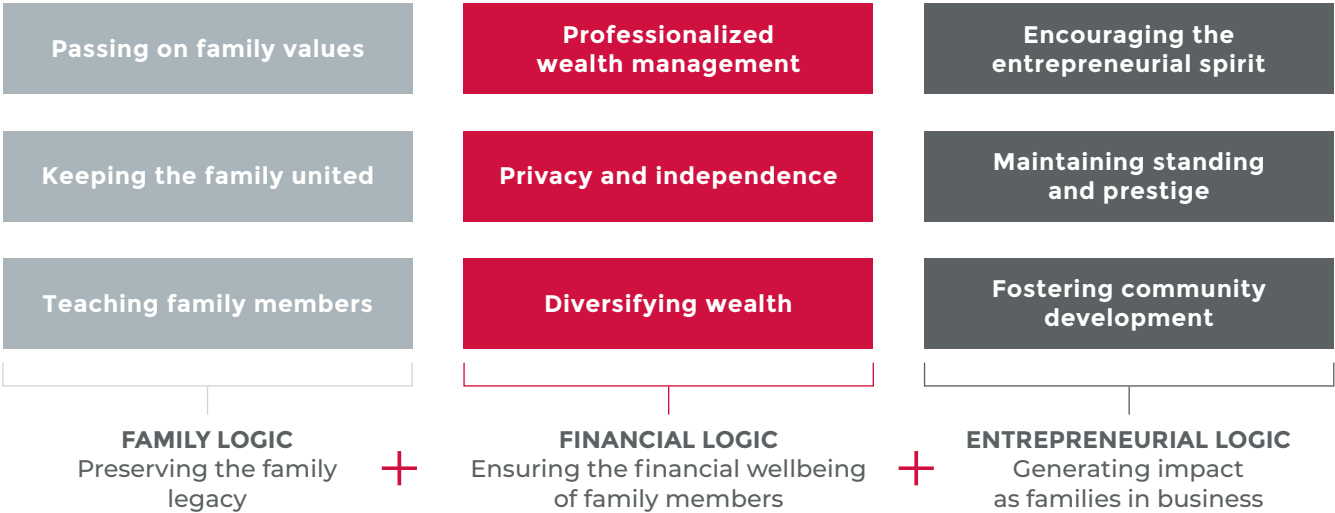 Passing on family values
Professionalized
wealth management
Encouraging the
entrepreneurial spirit
Keeping the family united
Privacy and independence
Maintaining standing
and prestige
Teaching family members
Diversifying wealth
Fostering community
development
FAMILY LOGIC
Preserving the family
legacy
+
FINANCIAL LOGIC
Ensuring the financial wellbeing
of family members
+
ENTREPRENEURIAL LOGIC
Generating impact
as families in business